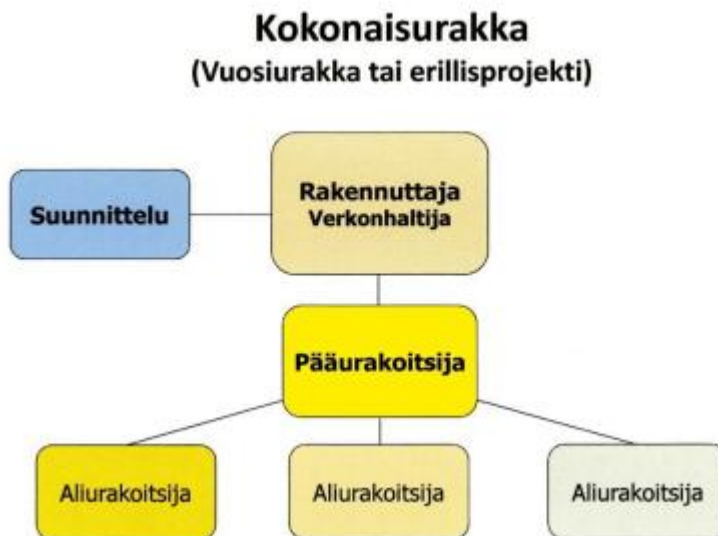 Kokonaisurakka
(Vuosiurakka tai erillisprojekti)
Suunnittelu
Rakennuttaja
Verkonhaltija
Pääurakoitsija
Aliurakoitsija
Aliurakoitsija
Aliurakoitsija